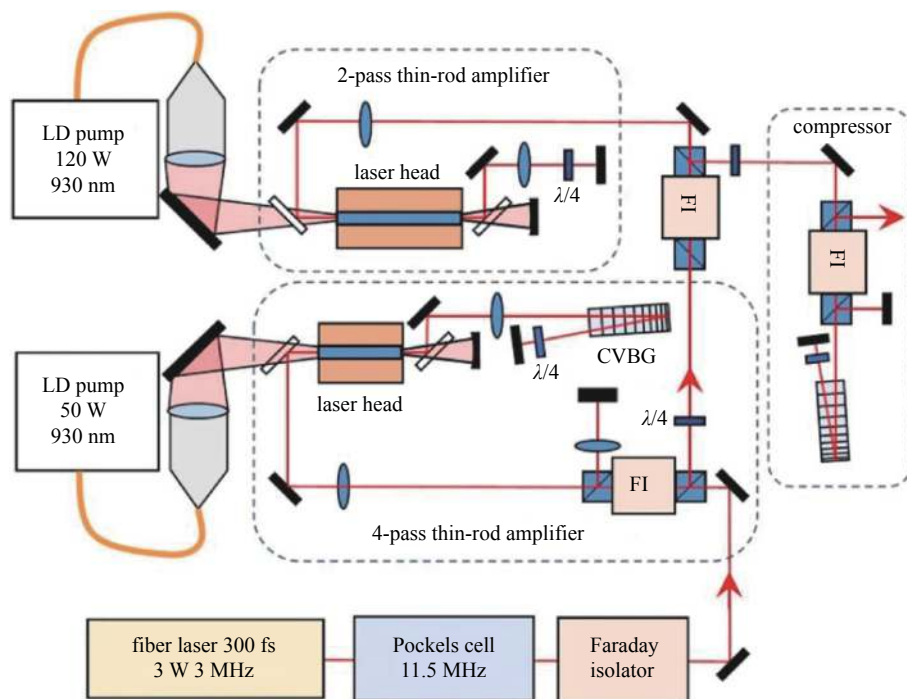 2-pass thin-rod amplifier
LD pump
120 W
930 nm
laser head
λ/4
FI
compressor
FI
LD pump
50 W
930 nm
laser head
λ/4
CVBG
λ/4
FI
4-pass thin-rod amplifier
fiber laser 300 fs
3 W 3 MHz
Pockels cell
11.5 MHz
Faraday
isolator